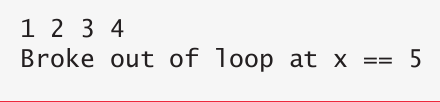 1 2 3 4
Broke out of loop at x == 5